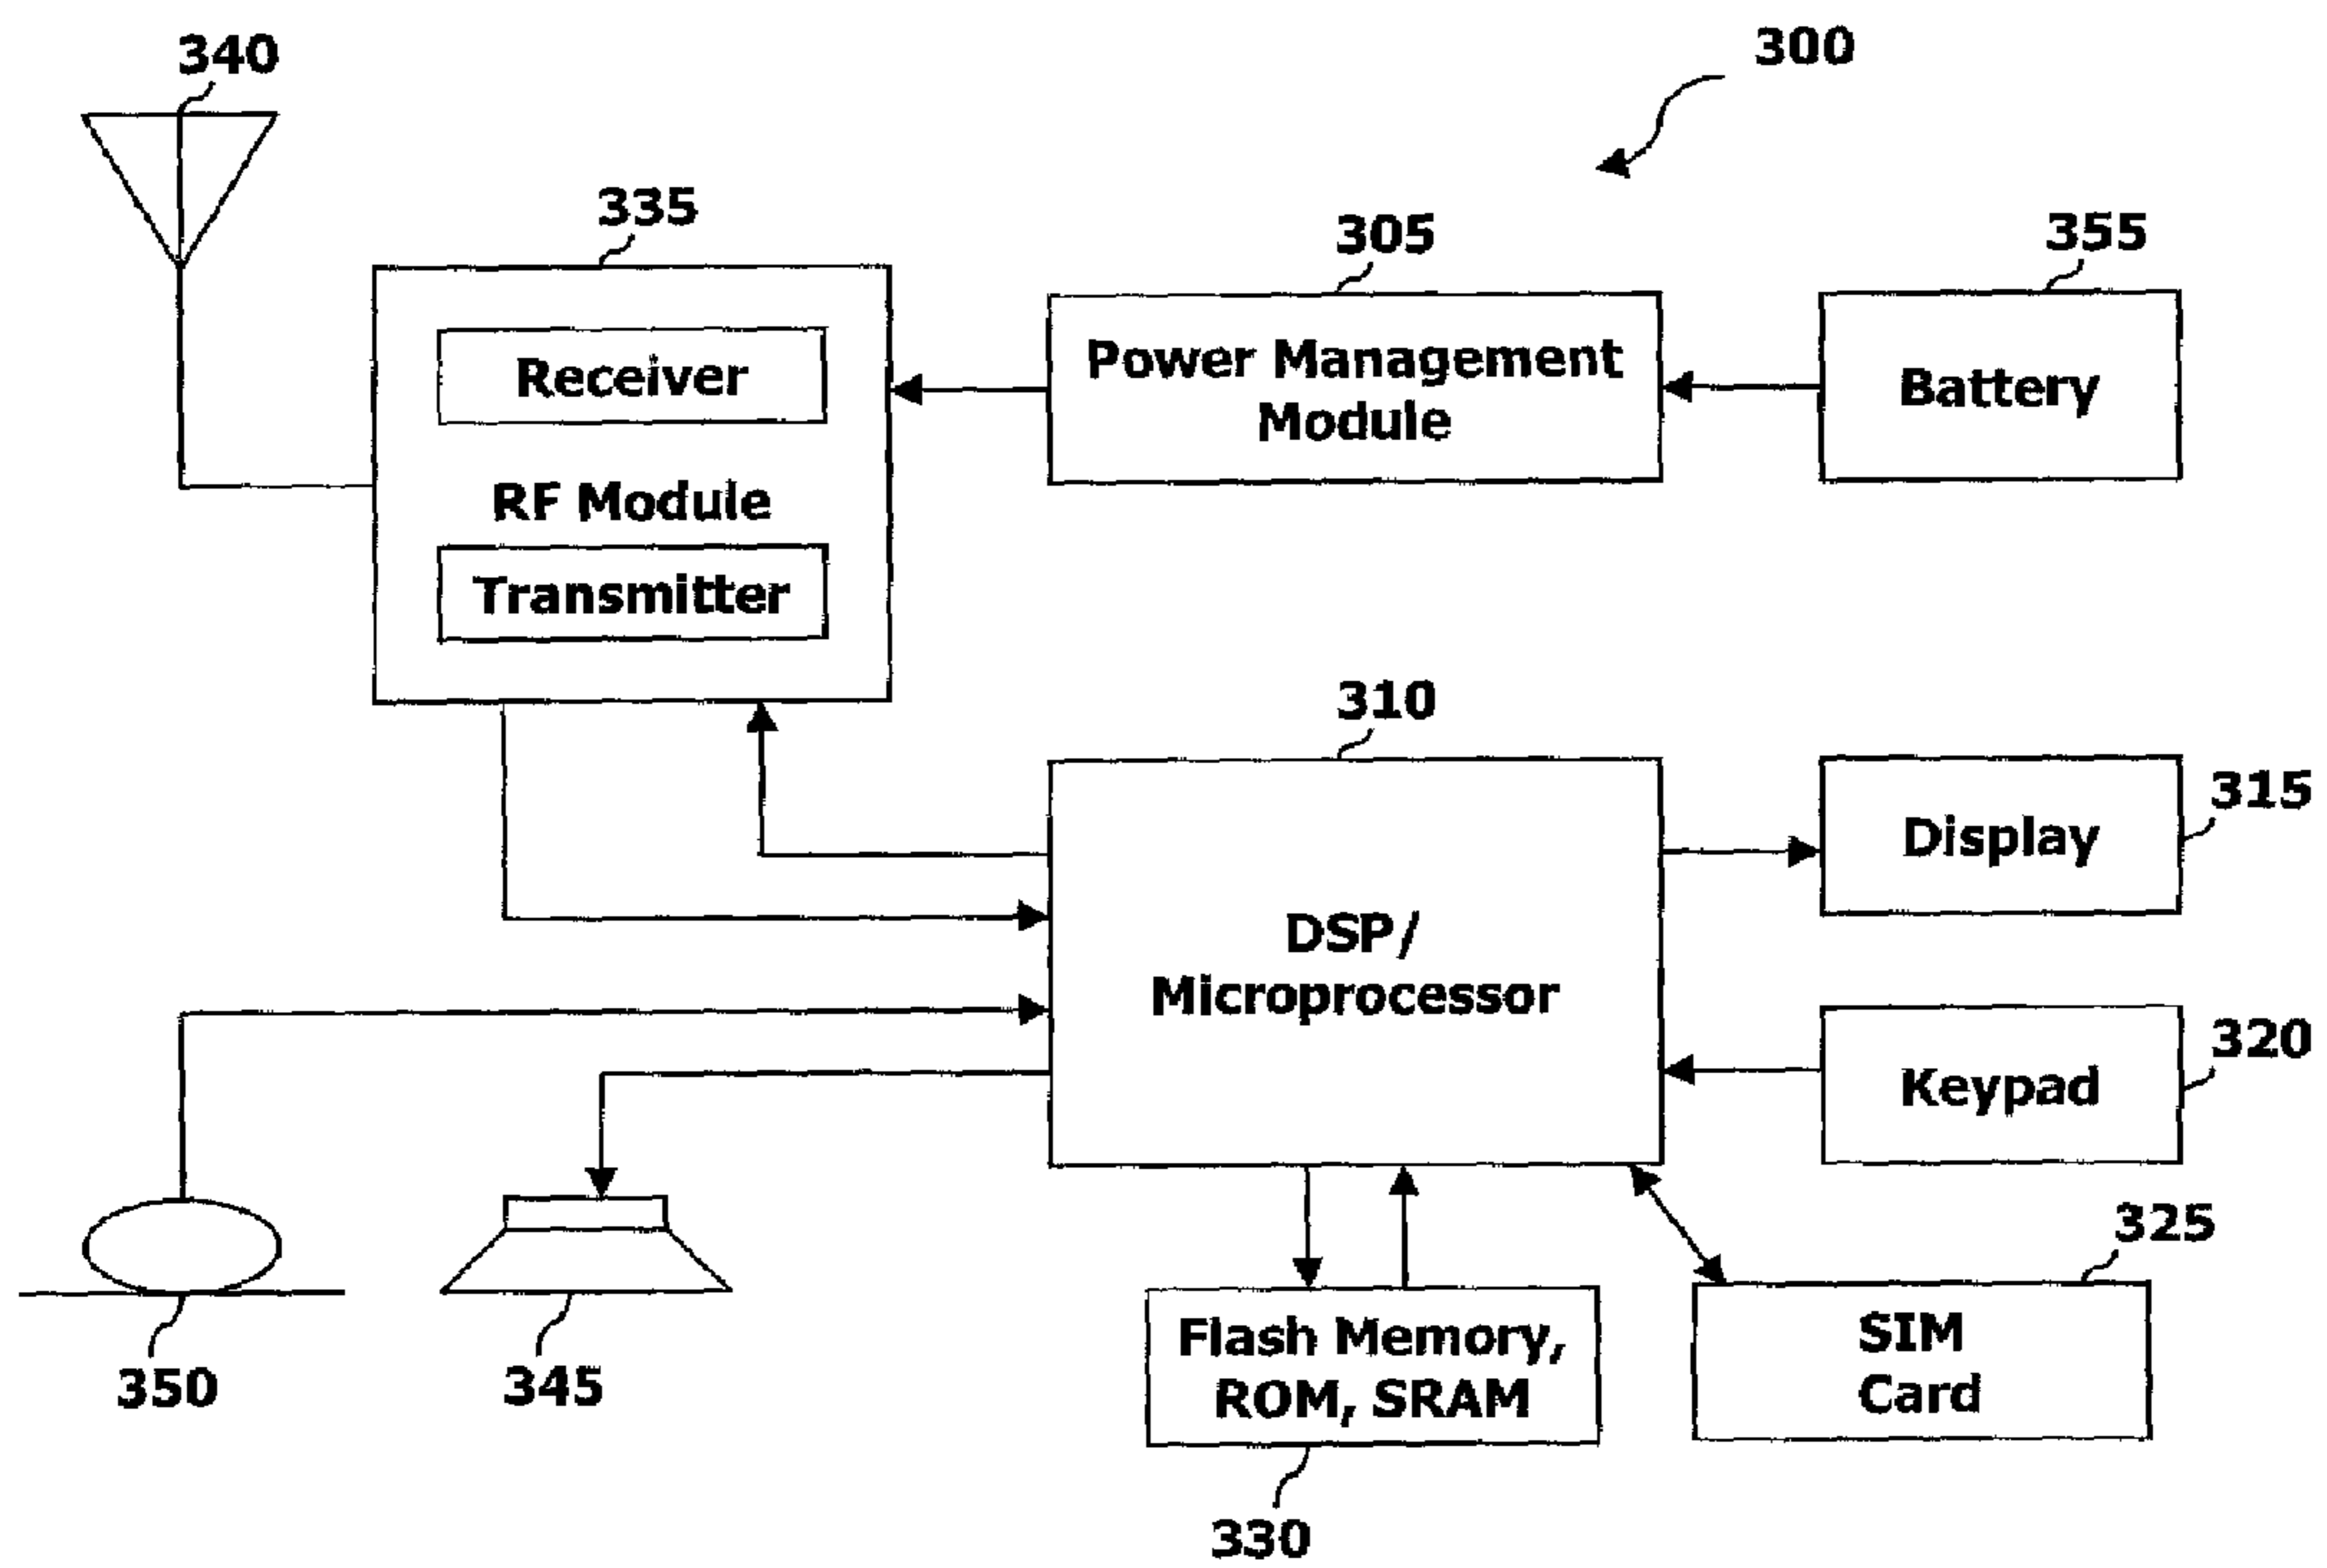 340
300
335
305
355
Receiver
Power Management
Module
Battery
RF Module
Transmitter
310
315
Display
DSP/
Microprocessor
320
Keypad
325
350
345
Flash Memory,
ROM, SRAM
SIM
Card
330